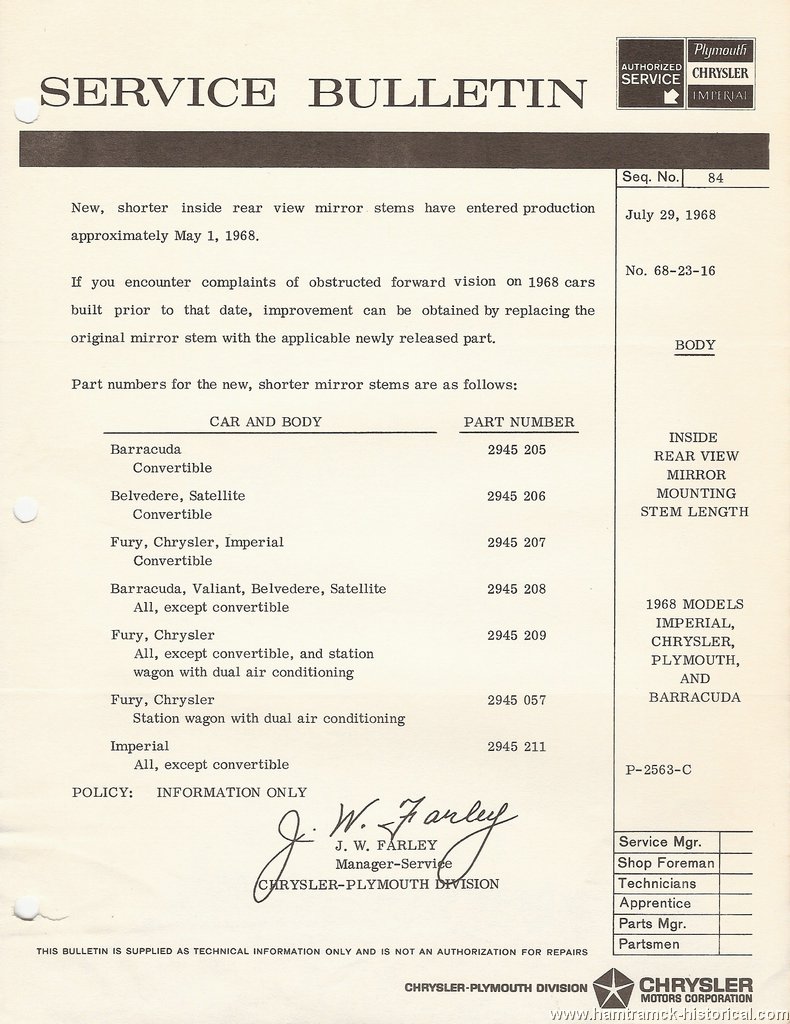 SERVICE BULLETIN
AUTHORIZED
SERVICE
Plymouth
CHRYSLER
IMPERIAL
Seq. No. 84
July 29, 1968
No. 68-23-16
BODY
INSIDE
REAR VIEW
MIRROR
MOUNTING
STEM LENGTH
1968 MODELS
IMPERIAL,
CHRYSLER,
PLYMOUTH,
AND
BARRACUDA
P-2563-C
New, shorter inside rear view mirror stems have entered production
approximately May 1, 1968.
If you encounter complaints of obstructed forward vision on 1968 cars
built prior to that date, improvement can be obtained by replacing the
original mirror stem with the applicable newly released part.
Part numbers for the new, shorter mirror stems are as follows:
CAR AND BODY PART NUMBER
Barracuda 2945 205
Convertible
Belvedere, Satellite 2945 206
Convertible
Fury, Chrysler, Imperial 2945 207
Convertible
Barracuda, Valiant, Belvedere, Satellite 2945 208
All, except convertible
Fury, Chrysler 2945 209
All, except convertible, and station
wagon with dual air conditioning
Fury, Chrysler 2945 057
Station wagon with dual air conditioning
Imperial 2945 211
All, except convertible
POLICY: INFORMATION ONLY
J. W. Farley
J. W. FARLEY
Manager-Service
CHRYSLER-PLYMOUTH DIVISION
Service Mgr.
Shop Foreman
Technicians
Apprentice
Parts Mgr.
Partsmen
THIS BULLETIN IS SUPPLIED AS TECHNICAL INFORMATION ONLY AND IS NOT AN AUTHORIZATION FOR REPAIRS
CHRYSLER-PLYMOUTH DIVISION
CHRYSLER
MOTORS CORPORATION
www.hamtramck-historical.com